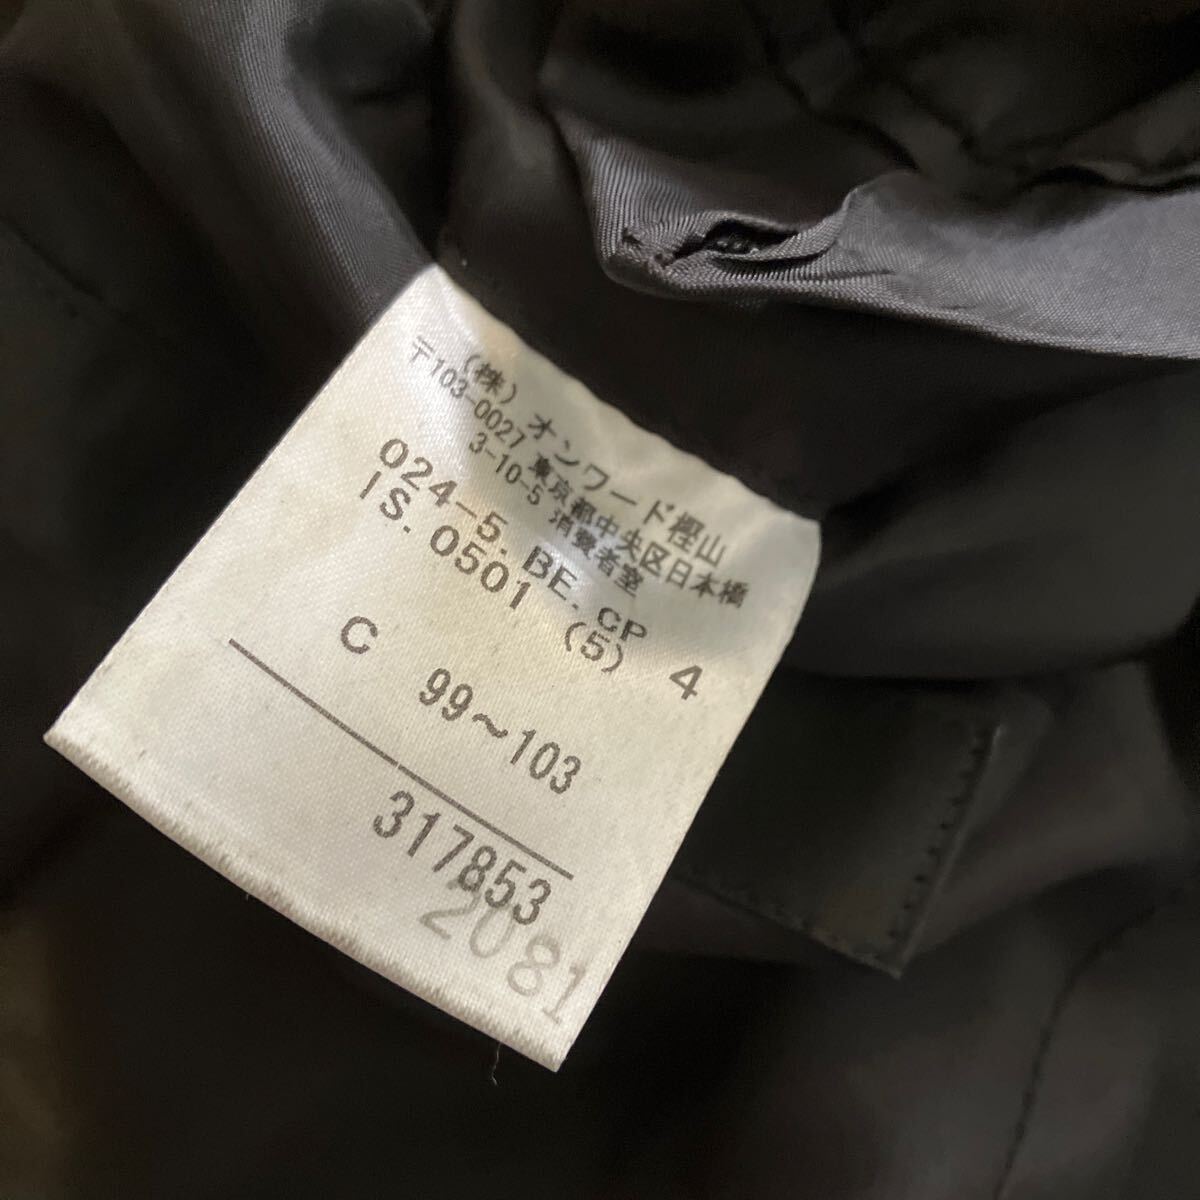 (株)オンワード樫山
〒103-0027 東京都中央区日本橋
3-10-5 消費者室
024-5. BE. CP
IS. 0501 (5) 4
C 99～103
317853
2081